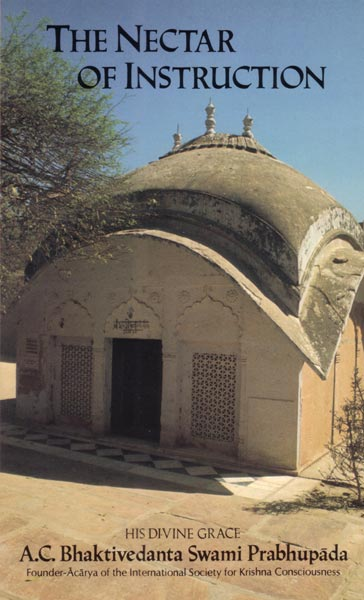 THE NECTAR
OF INSTRUCTION
HIS DIVINE GRACE
A.C. Bhaktivedanta Swami Prabhupāda
Founder-Ācārya of the International Society for Krishna Consciousness